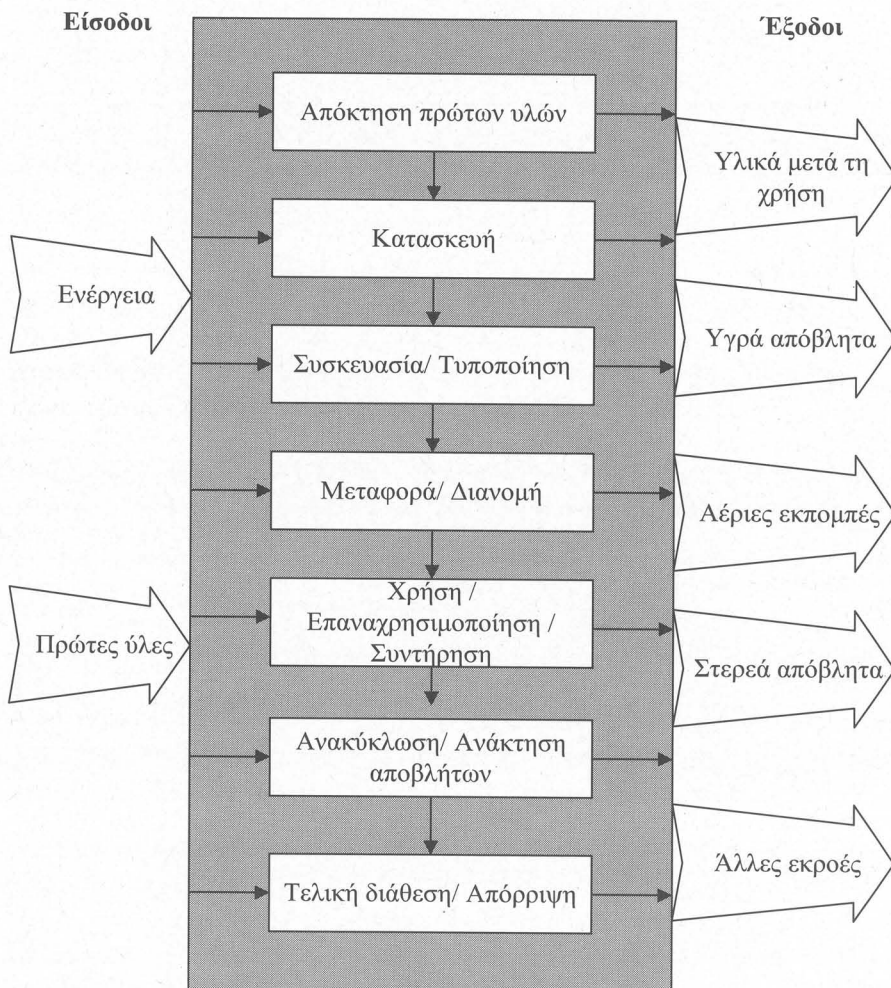 Είσοδοι
Έξοδοι
Απόκτηση πρώτων υλών
Υλικά μετά τη
χρήση
Κατασκευή
Ενέργεια
Υγρά απόβλητα
Συσκευασία/ Τυποποίηση
Μεταφορά/ Διανομή
Αέριες εκπομπές
Χρήση /
Επαναχρησιμοποίηση /
Συντήρηση
Πρώτες ύλες
Στερεά απόβλητα
Ανακύκλωση/ Ανάκτηση
αποβλήτων
Άλλες εκροές
Τελική διάθεση/ Απόρριψη